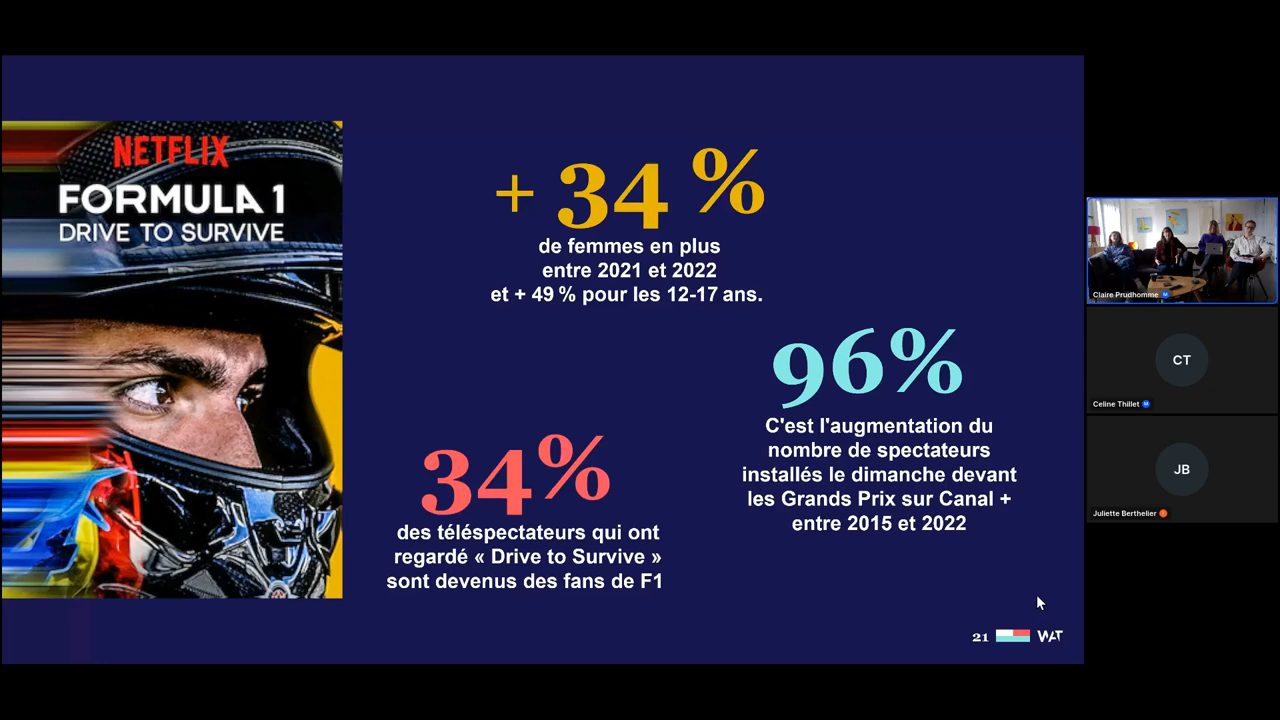 NETFLIX
FORMULA 1
DRIVE TO SURVIVE
+ 34 %
de femmes en plus
entre 2021 et 2022
et + 49 % pour les 12-17 ans.
96%
C'est l'augmentation du
nombre de spectateurs
installés le dimanche devant
les Grands Prix sur Canal +
entre 2015 et 2022
34%
des téléspectateurs qui ont
regardé « Drive to Survive »
sont devenus des fans de F1
21
WAT
Claire Prudhomme
CT
Celine Thillet
JB
Juliette Berthelier